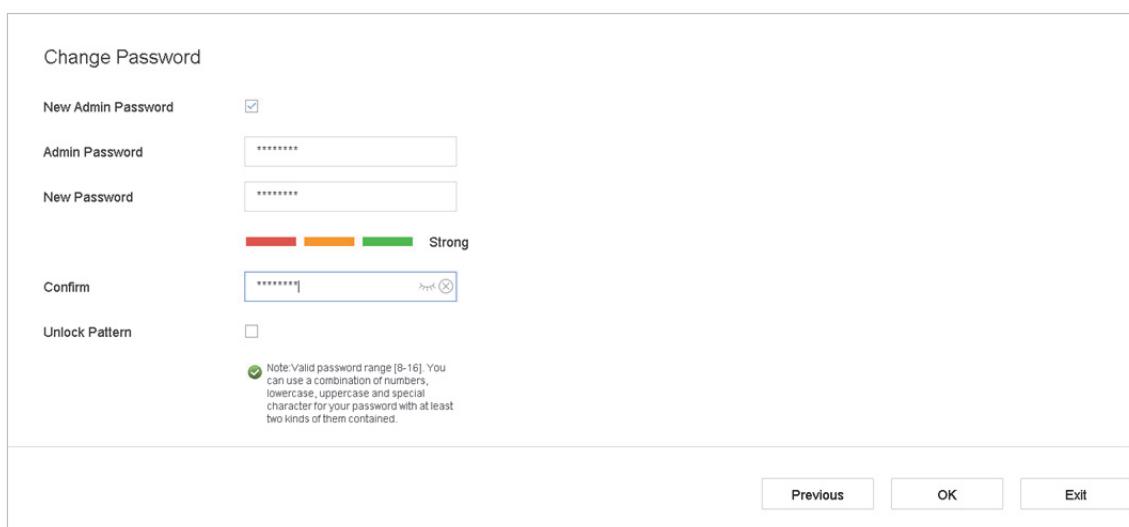 Change Password
New Admin Password
Admin Password ********
New Password ********
Strong
Confirm ********
Unlock Pattern
Note:Valid password range [8-16]. You
can use a combination of numbers,
lowercase, uppercase and special
character for your password with at least
two kinds of them contained.
Previous OK Exit